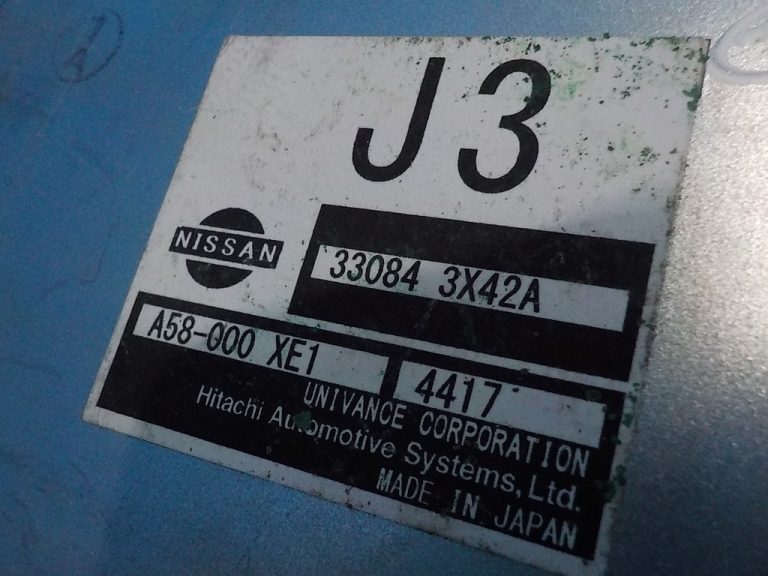 J3
NISSAN
33084 3X42A
A58-000 XE1
4417
UNIVANCE CORPORATION
Hitachi Automotive Systems, Ltd.
MADE IN JAPAN